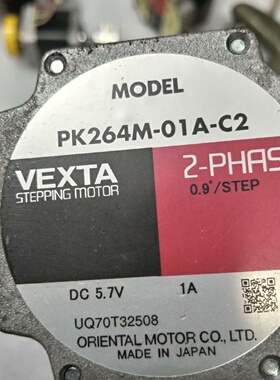 MODEL
PK264M-01A-C2
VEXTA
STEPPING MOTOR
2-PHAS
0.9°/STEP
DC 5.7V 1A
UQ70T32508
ORIENTAL MOTOR CO., LTD.
MADE IN JAPAN